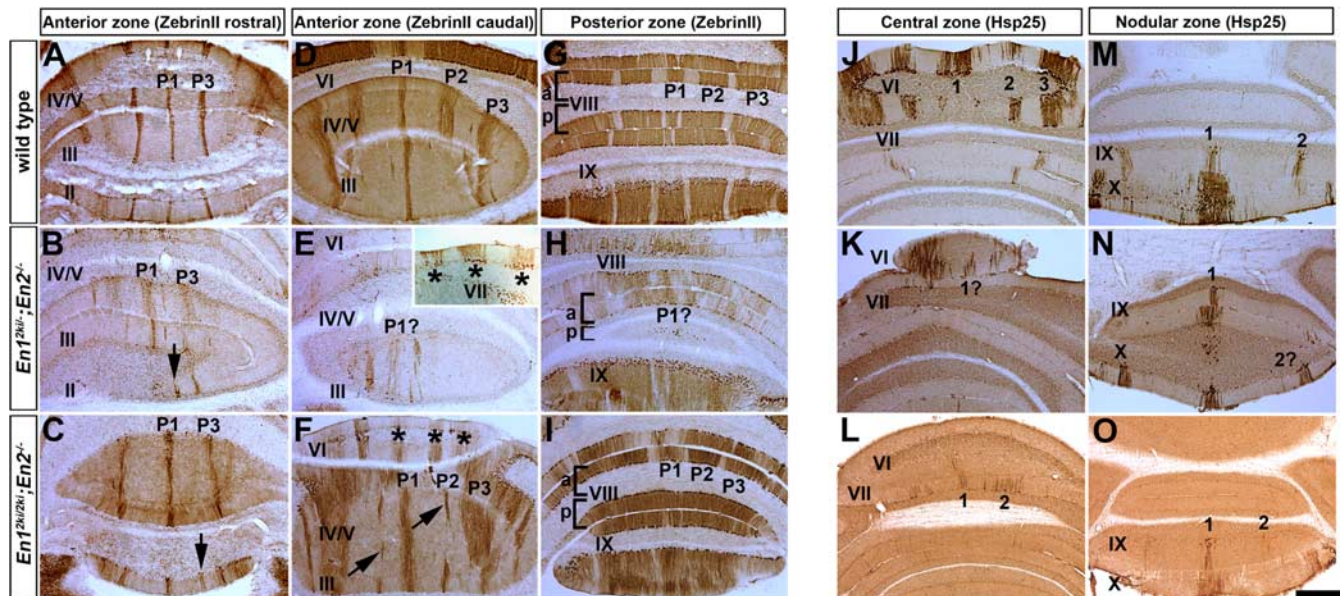 Anterior zone (ZebrinII rostral) Anterior zone (ZebrinII caudal) Posterior zone (ZebrinII) Central zone (Hsp25) Nodular zone (Hsp25)
wild type
A P1 P3 IV/V III II
D P1 P2 P3 VI IV/V III
G a VIII p P1 P2 P3 IX
J VI 1 2 3 VII
M 1 2 IX X
En1²ᵏⁱ/⁻;En2⁻/⁻
B IV/V P1 P3 III II
E VI * * * VII IV/V P1? III
H VIII a P1? p IX
K VI 1? VII
N 1 IX X 2?
En1²ᵏⁱ/²ᵏⁱ;En2⁻/⁻
C P1 P3
F VI * * * P1 P2 P3 IV/V III
I P1 P2 P3 a VIII p IX
L VI VII 1 2
O 1 2 IX X